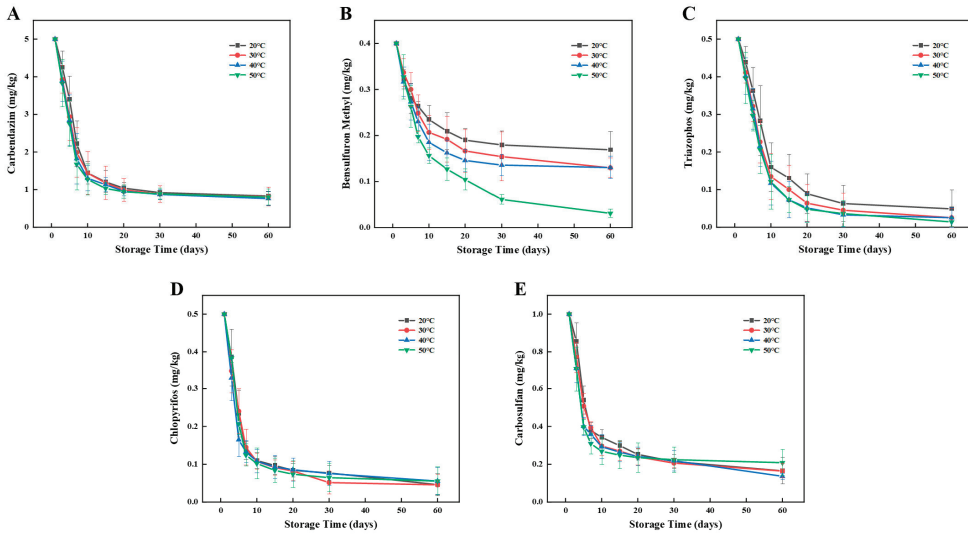 A
Carbendazim (mg/kg)
5
4
3
2
1
0
20°C
30°C
40°C
50°C
0 10 20 30 40 50 60
Storage Time (days)
B
Bensulfuron Methyl (mg/kg)
0.4
0.3
0.2
0.1
0.0
20°C
30°C
40°C
50°C
0 10 20 30 40 50 60
Storage Time (days)
C
Triazophos (mg/kg)
0.5
0.4
0.3
0.2
0.1
0.0
20°C
30°C
40°C
50°C
0 10 20 30 40 50 60
Storage Time (days)
D
Chlopyrifos (mg/kg)
0.5
0.4
0.3
0.2
0.1
0.0
20°C
30°C
40°C
50°C
0 10 20 30 40 50 60
Storage Time (days)
E
Carbosulfan (mg/kg)
1.0
0.8
0.6
0.4
0.2
0.0
20°C
30°C
40°C
50°C
0 10 20 30 40 50 60
Storage Time (days)